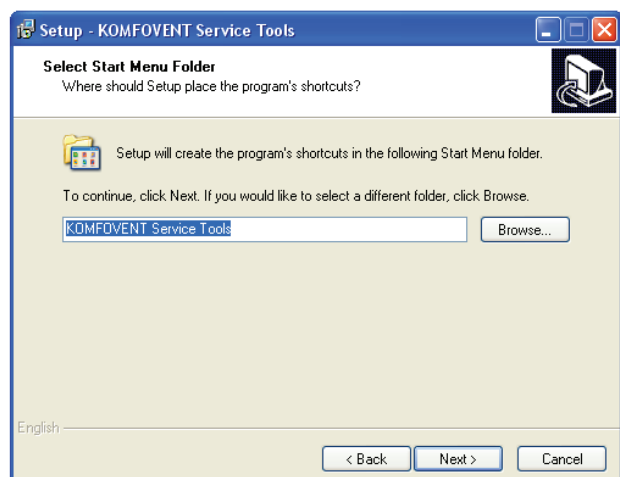 Setup - KOMFOVENT Service Tools
Select Start Menu Folder
Where should Setup place the program's shortcuts?
Setup will create the program's shortcuts in the following Start Menu folder.
To continue, click Next. If you would like to select a different folder, click Browse.
KOMFOVENT Service Tools
Browse...
English
< Back
Next >
Cancel